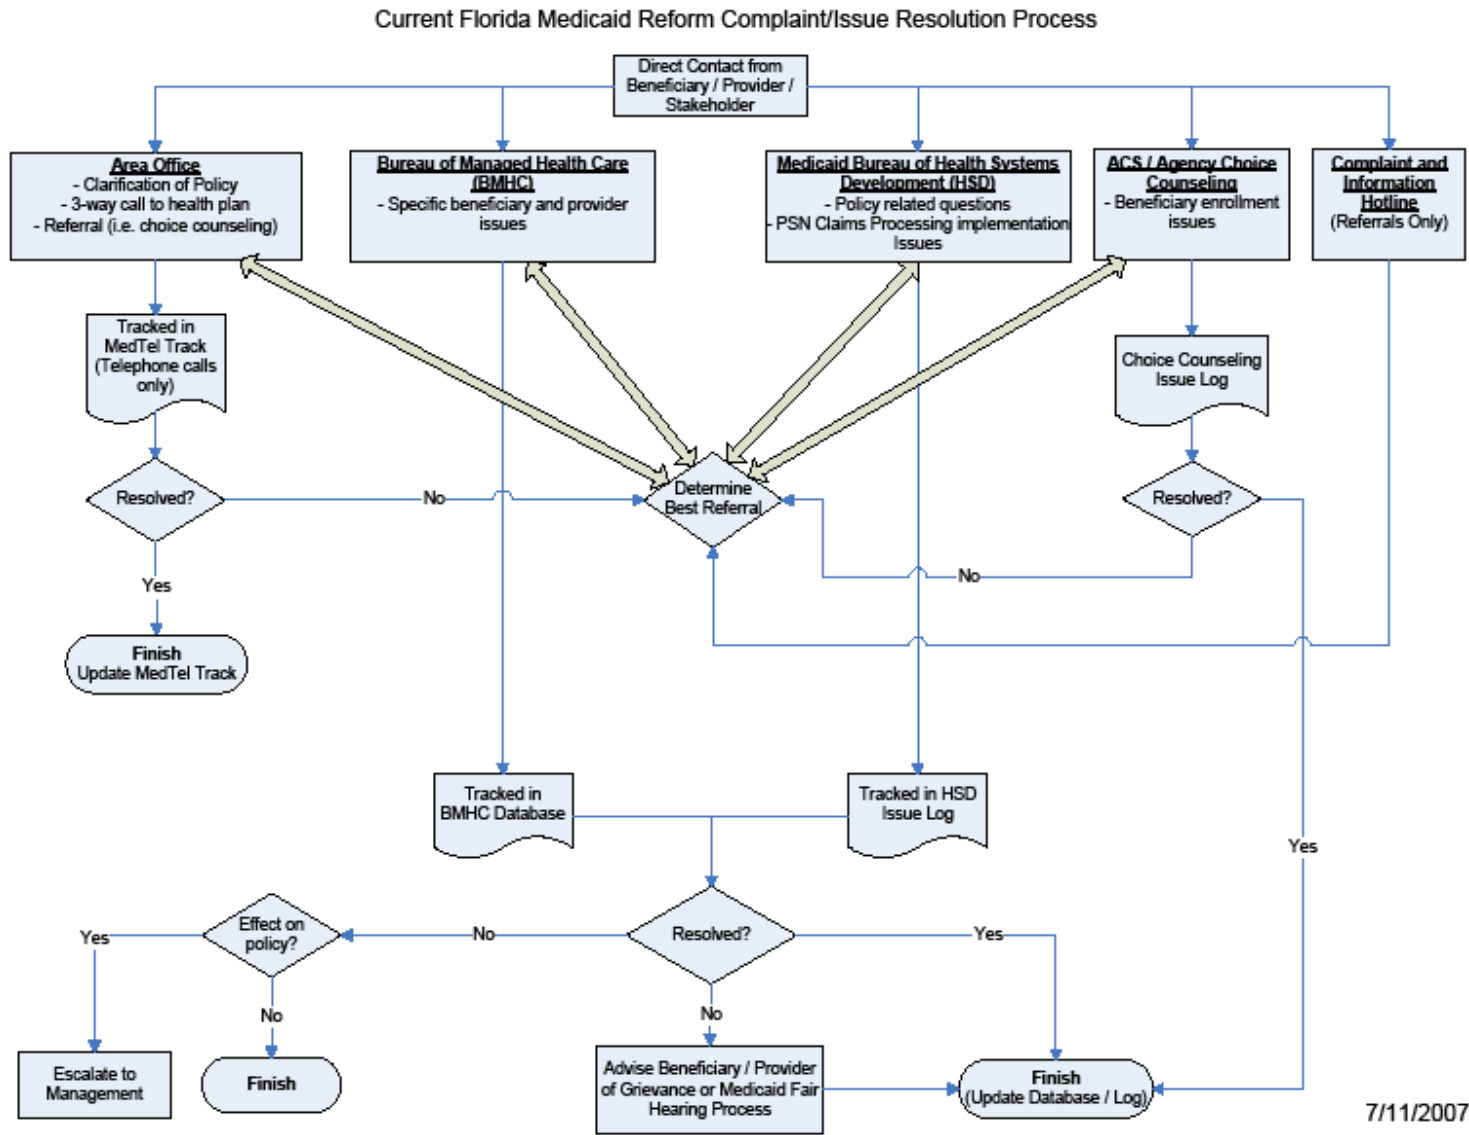 Current Florida Medicaid Reform Complaint/Issue Resolution Process
Direct Contact from
Beneficiary / Provider /
Stakeholder
Area Office
- Clarification of Policy
- 3-way call to health plan
- Referral (i.e. choice counseling)
Bureau of Managed Health Care
(BMHC)
- Specific beneficiary and provider
issues
Medicaid Bureau of Health Systems
Development (HSD)
- Policy related questions
- PSN Claims Processing implementation
Issues
ACS / Agency Choice
Counseling
- Beneficiary enrollment
issues
Complaint and
Information
Hotline
(Referrals Only)
Tracked in
MedTel Track
(Telephone calls
only)
Choice Counseling
Issue Log
Resolved?
No
Determine
Best Referral
Resolved?
No
Yes
Finish
Update MedTel Track
Tracked in
BMHC Database
Tracked in HSD
Issue Log
Yes
Effect on
policy?
Yes
No
Resolved?
Yes
No
No
Escalate to
Management
Finish
Advise Beneficiary / Provider
of Grievance or Medicaid Fair
Hearing Process
Finish
(Update Database / Log)
7/11/2007